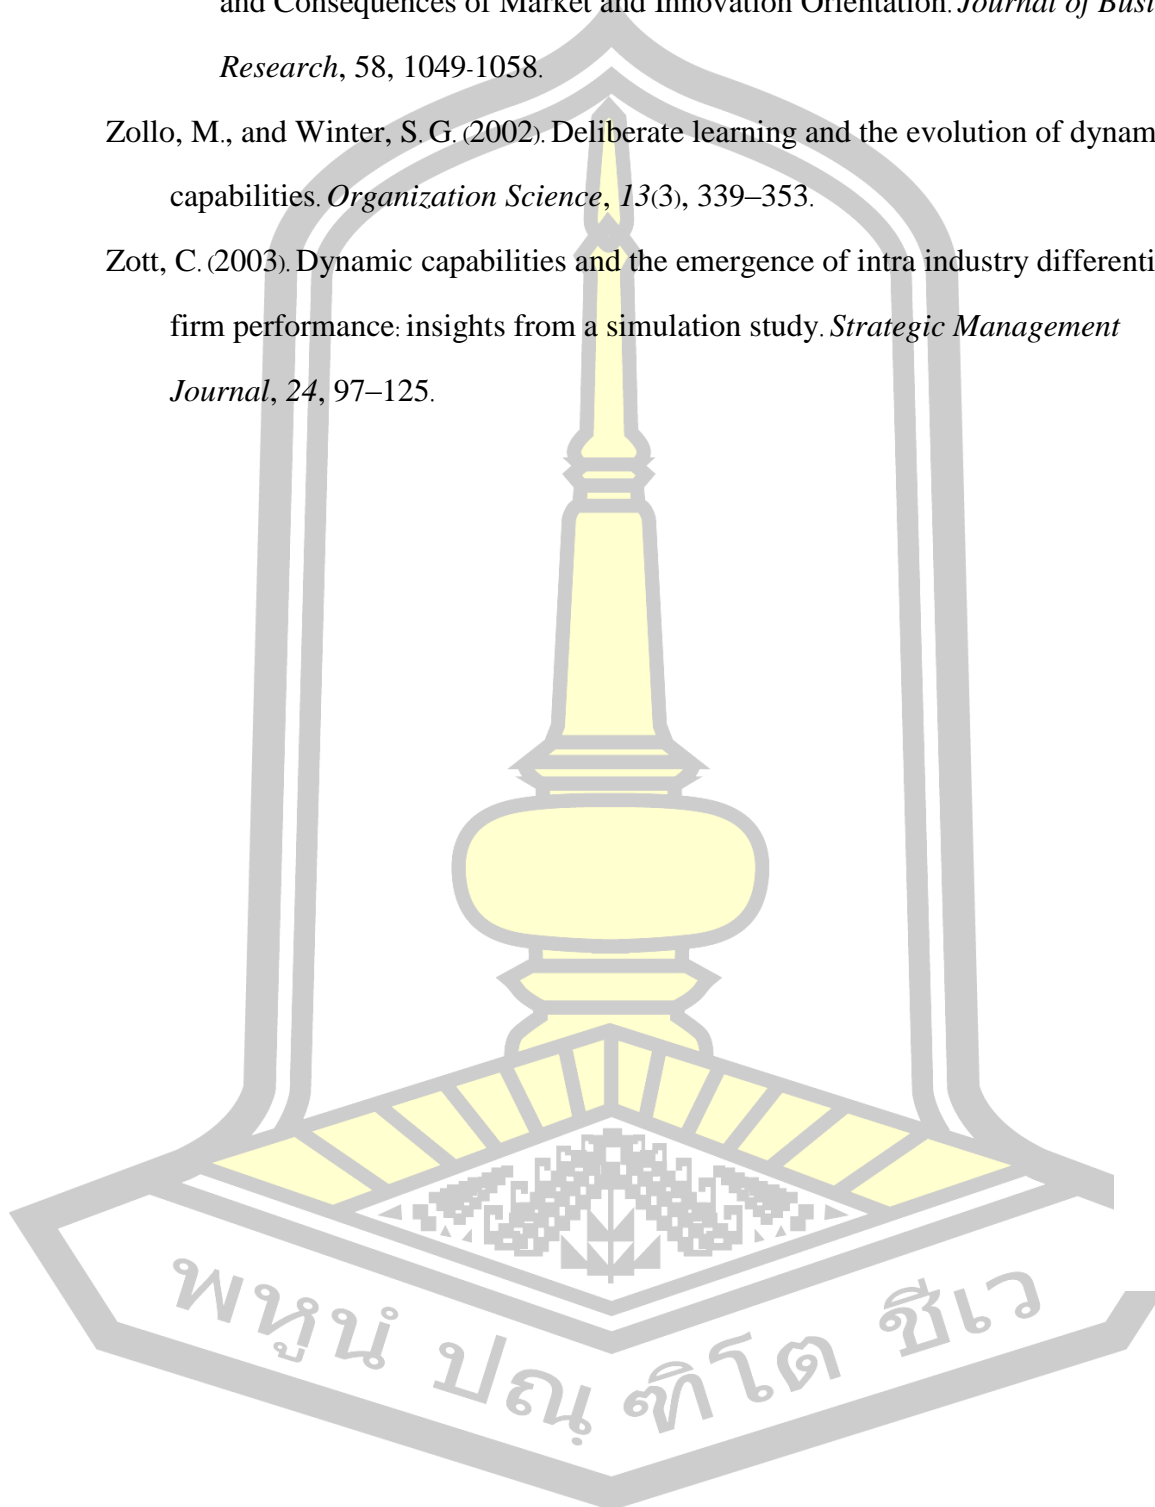 and Consequences of Market and Innovation Orientation. Journal of Busi
Research, 58, 1049-1058.
Zollo, M., and Winter, S. G. (2002). Deliberate learning and the evolution of dynam
capabilities. Organization Science, 13(3), 339–353.
Zott, C. (2003). Dynamic capabilities and the emergence of intra industry differenti
firm performance: insights from a simulation study. Strategic Management
Journal, 24, 97–125.
พหูนํ ปณฺฑิโต ชีเว